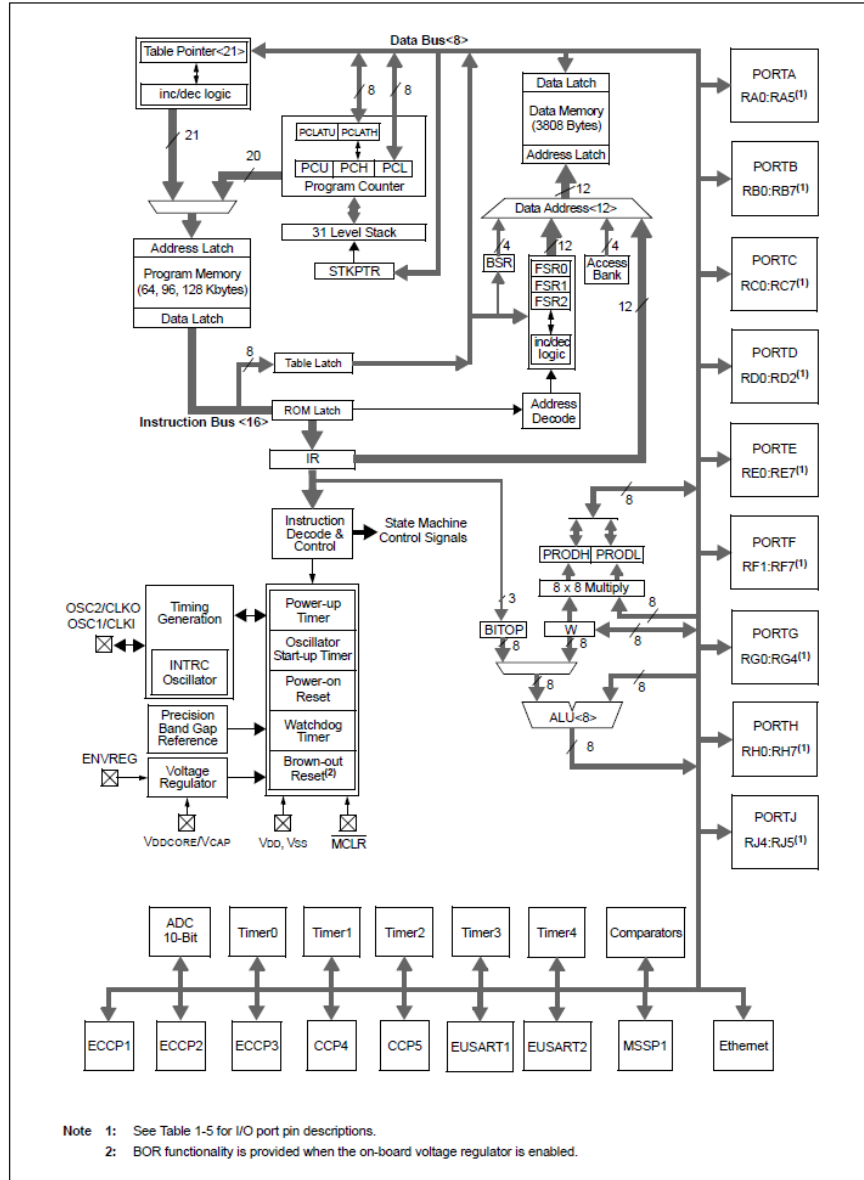 Data Bus<8>
Table Pointer<21>
inc/dec logic
21
20
8
8
PCLATU
PCLATH
PCU
PCH
PCL
Program Counter
31 Level Stack
STKPTR
Address Latch
Program Memory
(64, 96, 128 Kbytes)
Data Latch
8
Table Latch
Instruction Bus <16>
ROM Latch
IR
Data Latch
Data Memory
(3808 Bytes)
Address Latch
12
Data Address<12>
4
12
4
BSR
FSR0
FSR1
FSR2
inc/dec
logic
Access
Bank
12
Address
Decode
Instruction
Decode &
Control
State Machine
Control Signals
8
PRODH
PRODL
8 x 8 Multiply
8
3
BITOP
W
8
8
8
8
8
ALU<8>
8
OSC2/CLKO
OSC1/CLKI
Timing
Generation
INTRC
Oscillator
Precision
Band Gap
Reference
ENVREG
Voltage
Regulator
Power-up
Timer
Oscillator
Start-up Timer
Power-on
Reset
Watchdog
Timer
Brown-out
Reset(2)
VDDCORE/VCAP
VDD, VSS
MCLR
PORTA
RA0:RA5(1)
PORTB
RB0:RB7(1)
PORTC
RC0:RC7(1)
PORTD
RD0:RD2(1)
PORTE
RE0:RE7(1)
PORTF
RF1:RF7(1)
PORTG
RG0:RG4(1)
PORTH
RH0:RH7(1)
PORTJ
RJ4:RJ5(1)
ADC
10-Bit
Timer0
Timer1
Timer2
Timer3
Timer4
Comparators
ECCP1
ECCP2
ECCP3
CCP4
CCP5
EUSART1
EUSART2
MSSP1
Ethernet
Note 1: See Table 1-5 for I/O port pin descriptions.
2: BOR functionality is provided when the on-board voltage regulator is enabled.